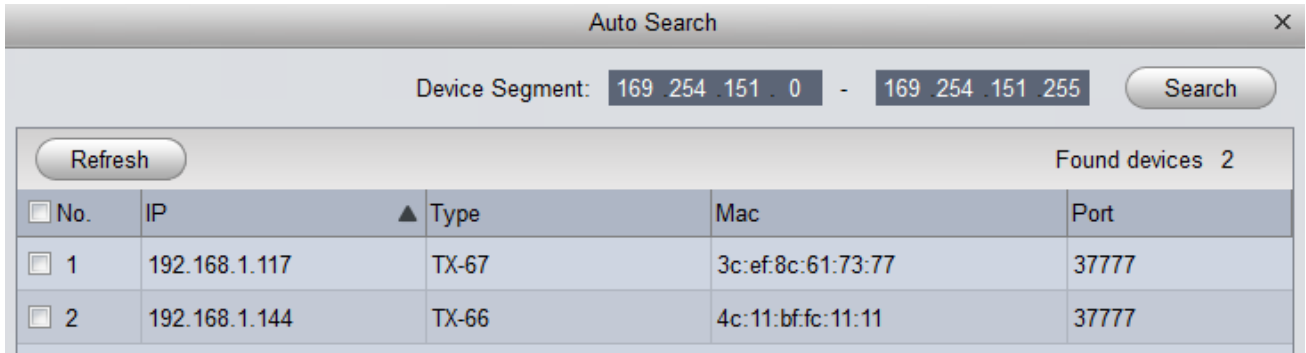 Auto Search
Device Segment: 169 .254 .151 . 0 - 169 .254 .151 .255 Search
Refresh Found devices 2
No. IP Type Mac Port
1 192.168.1.117 TX-67 3c:ef:8c:61:73:77 37777
2 192.168.1.144 TX-66 4c:11:bf:fc:11:11 37777